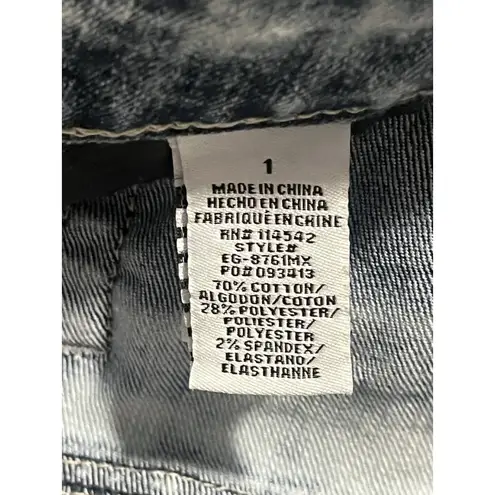 1
MADE IN CHINA
HECHO EN CHINA
FABRIQUÉ EN CHINE
RN# 114542
STYLE#
EG-8761MX
PO# 093413
70% COTTON/
ALGODON/COTON
28% POLYESTER/
POLIESTER/
POLYESTER
2% SPANDEX/
ELASTANO/
ELASTHANNE